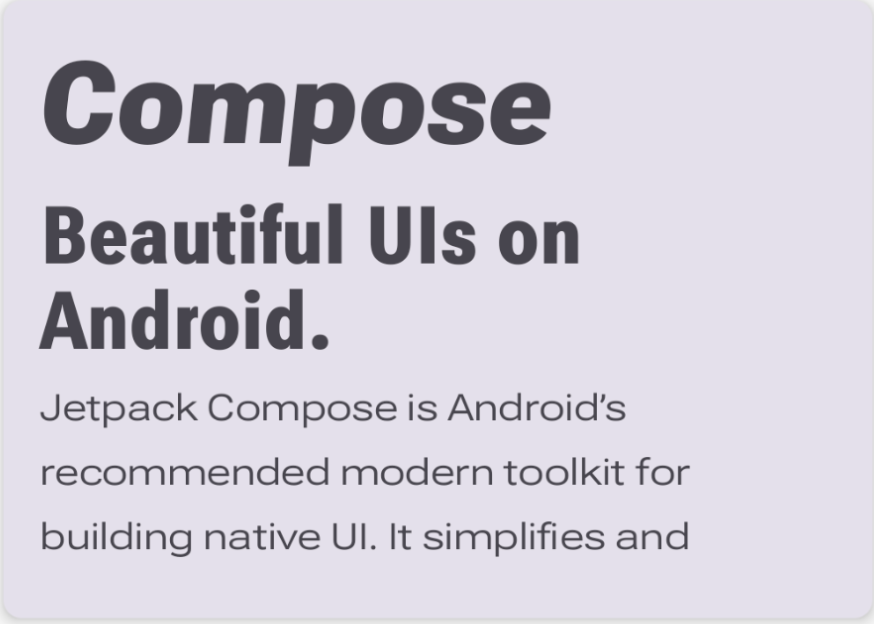 Compose
Beautiful UIs on
Android.
Jetpack Compose is Android’s
recommended modern toolkit for
building native UI. It simplifies and